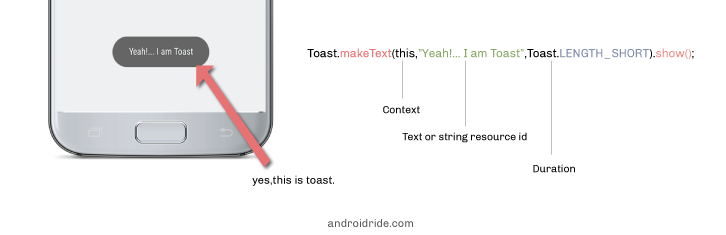 Yeah!... I am Toast
Toast.makeText(this,"Yeah!... I am Toast",Toast.LENGTH_SHORT).show();
Context
Text or string resource id
Duration
yes,this is toast.
androidride.com